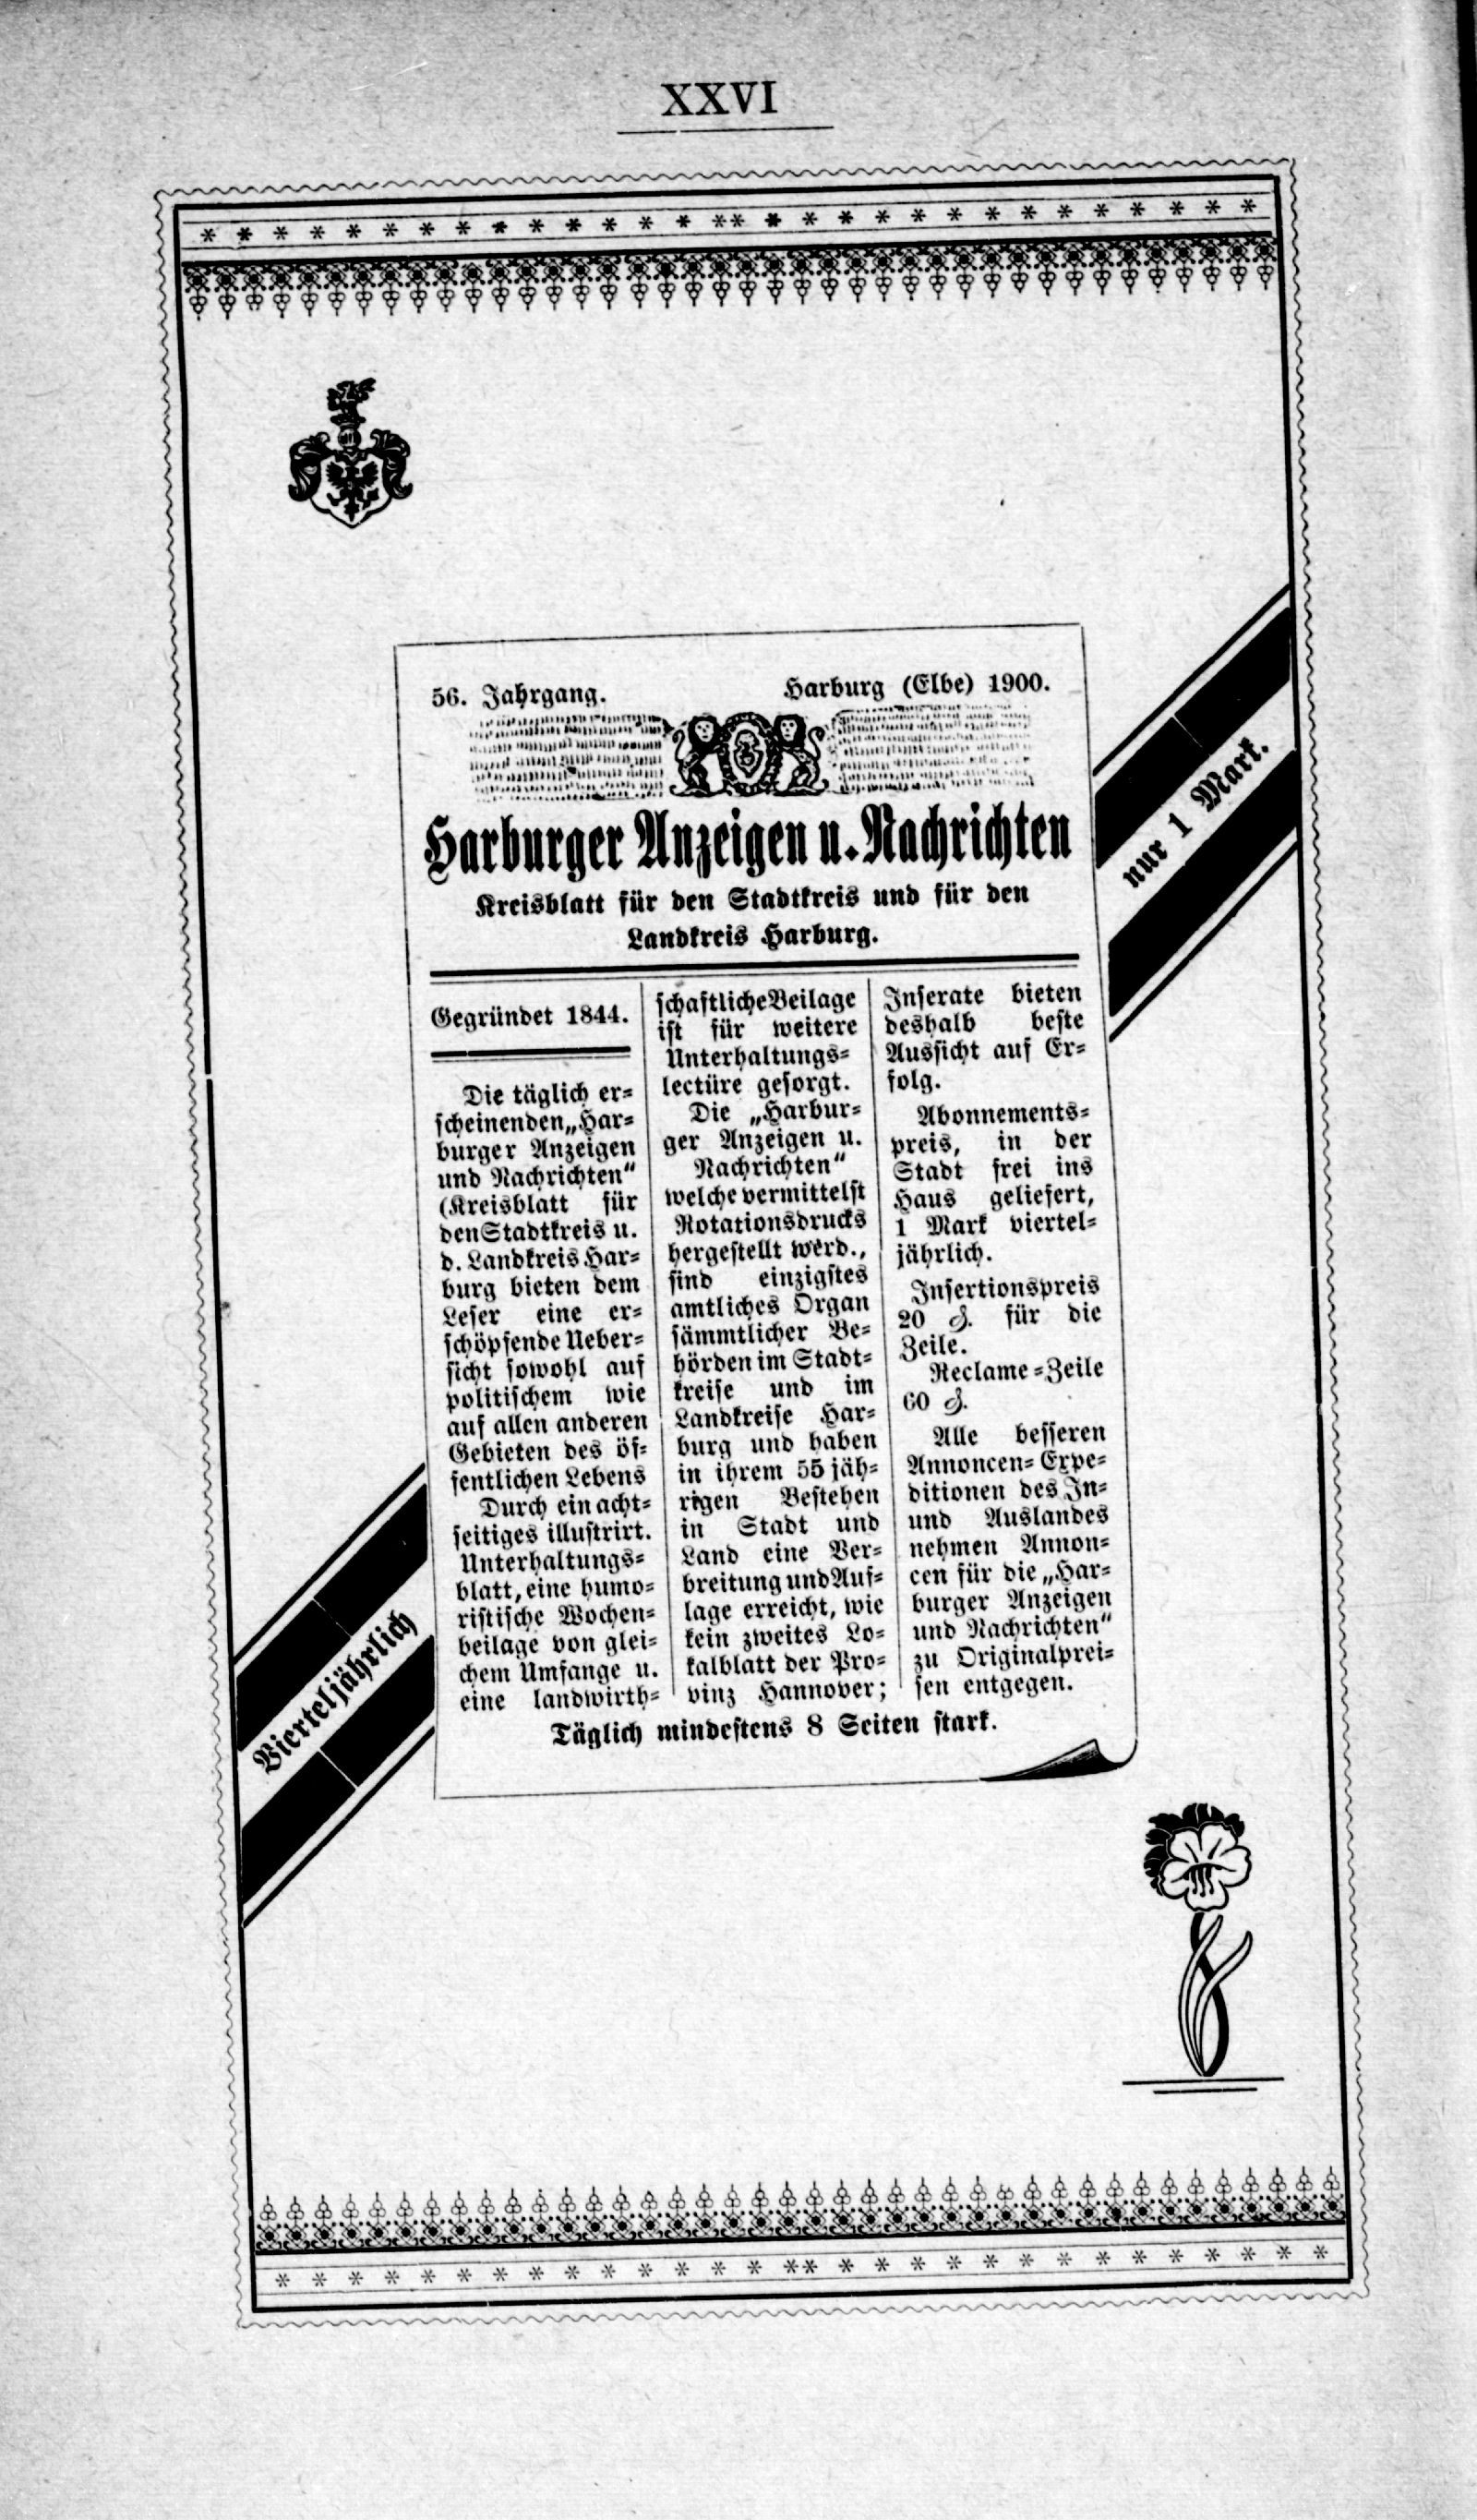 XXVI
56. Jahrgang.
Harburg (Elbe) 1900.
Harburger Anzeigen u. Nachrichten
Kreisblatt für den Stadtkreis und für den
Landkreis Harburg.
Gegründet 1844.
Die täglich er-
scheinenden „Har-
burger Anzeigen
und Nachrichten“
(Kreisblatt für
den Stadtkreis u.
d. Landkreis Har-
burg bieten dem
Leser eine er-
schöpfende Ueber-
sicht sowohl auf
politischem wie
auf allen anderen
Gebieten des öf-
fentlichen Lebens
Durch ein acht-
seitiges illustrirt.
Unterhaltungs-
blatt, eine humo-
ristische Wochen-
beilage von glei-
chem Umfange u.
eine landwirth-
schaftliche Beilage
ist für weitere
Unterhaltungs-
lectüre gesorgt.
Die „Harbur-
ger Anzeigen u.
Nachrichten“
welche vermittelst
Rotationsdrucks
hergestellt werd.,
sind einzigstes
amtliches Organ
sämmtlicher Be-
hörden im Stadt-
kreise und im
Landkreise Har-
burg und haben
in ihrem 55 jäh-
rigen Bestehen
in Stadt und
Land eine Ver-
breitung und Auf-
lage erreicht, wie
kein zweites Lo-
kalblatt der Pro-
vinz Hannover;
Inserate bieten
deshalb beste
Aussicht auf Er-
folg.
Abonnements-
preis, in der
Stadt frei ins
Haus geliefert,
1 Mark viertel-
jährlich.
Insertionspreis
20 ₰. für die
Zeile.
Reclame-Zeile
60 ₰.
Alle besseren
Annoncen-Expe-
ditionen des In-
und Auslandes
nehmen Annon-
cen für die „Har-
burger Anzeigen
und Nachrichten“
zu Originalprei-
sen entgegen.
Täglich mindestens 8 Seiten stark.
Vierteljährlich
nur 1 Mark.